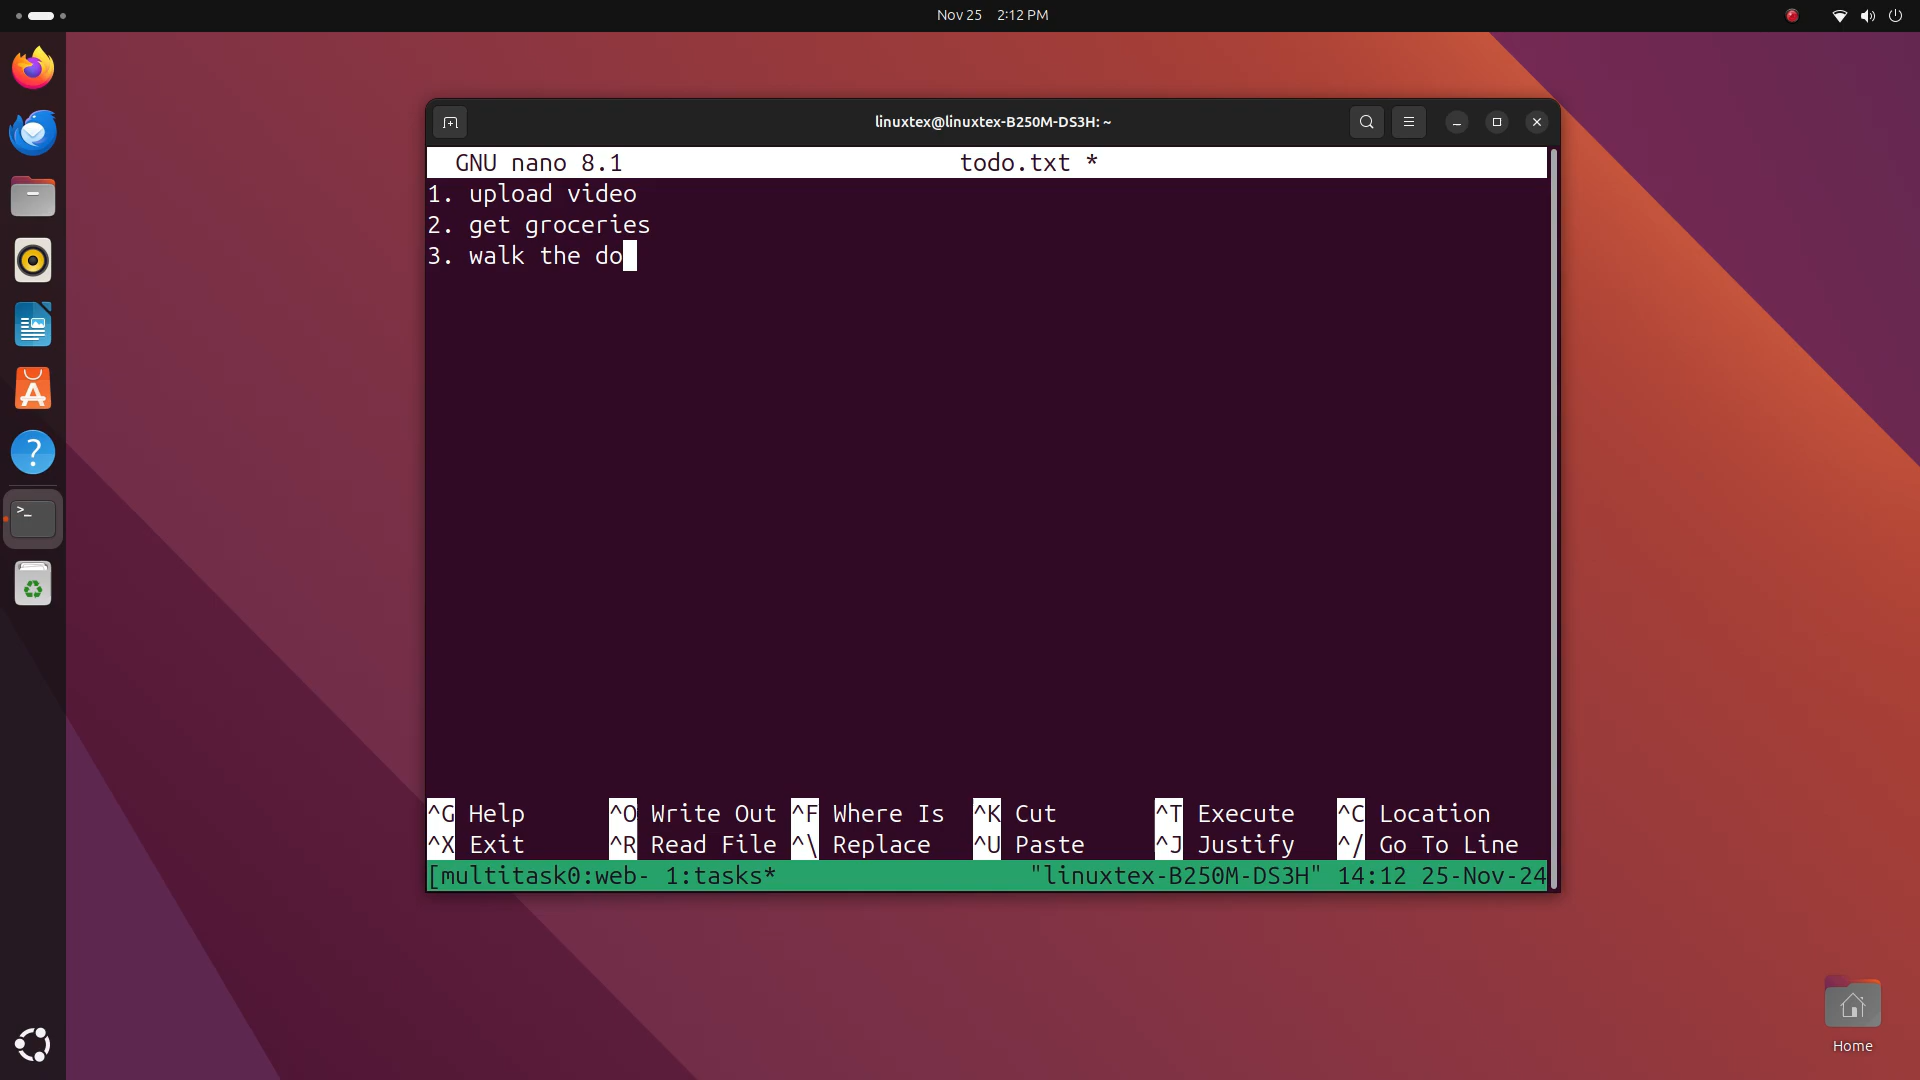 Nov 25 2:12 PM
linuxtex@linuxtex-B250M-DS3H: ~
GNU nano 8.1 todo.txt *
1. upload video
2. get groceries
3. walk the do
^G Help ^O Write Out ^F Where Is ^K Cut ^T Execute ^C Location
^X Exit ^R Read File ^\ Replace ^U Paste ^J Justify ^/ Go To Line
[multitask0:web- 1:tasks* "linuxtex-B250M-DS3H" 14:12 25-Nov-24
Home